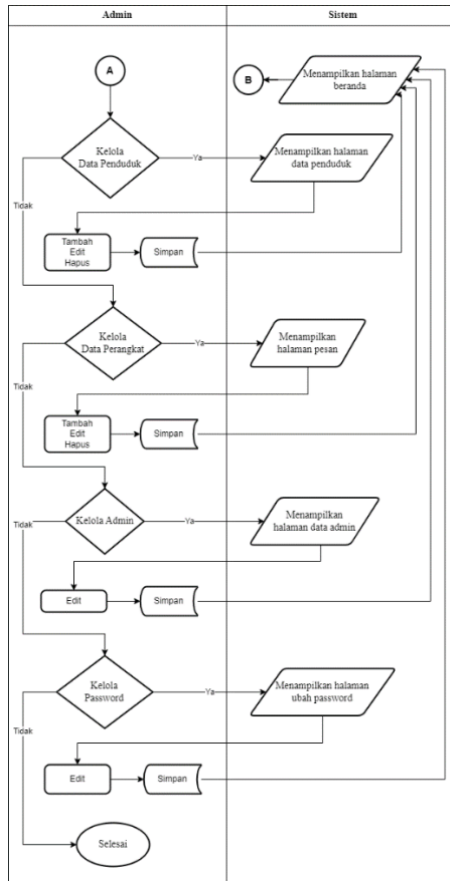 Admin
Sistem
A
B
Menampilkan halaman
beranda
Kelola
Data Penduduk
Ya
Menampilkan halaman
data penduduk
Tidak
Tambah
Edit
Hapus
Simpan
Kelola
Data Perangkat
Ya
Menampilkan
halaman pesan
Tidak
Tambah
Edit
Hapus
Simpan
Kelola Admin
Ya
Menampilkan
halaman data admin
Tidak
Edit
Simpan
Kelola
Password
Ya
Menampilkan halaman
ubah password
Tidak
Edit
Simpan
Selesai